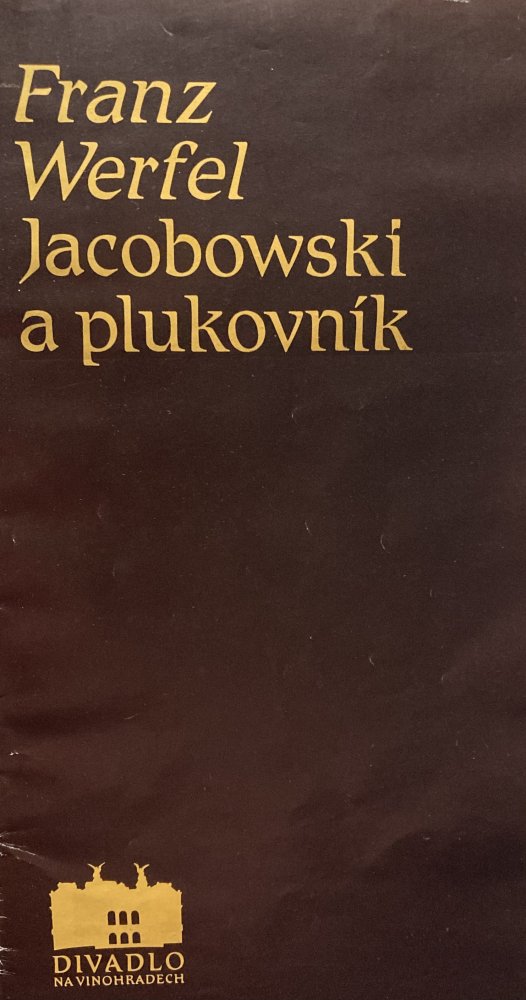 Franz
Werfel
Jacobowski
a plukovník
DIVADLO
NA VINOHRADECH